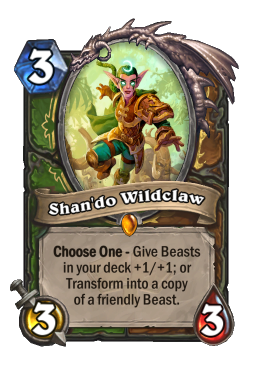 3
Shan'do Wildclaw
Choose One - Give Beasts
in your deck +1/+1; or
Transform into a copy
of a friendly Beast.
3
3